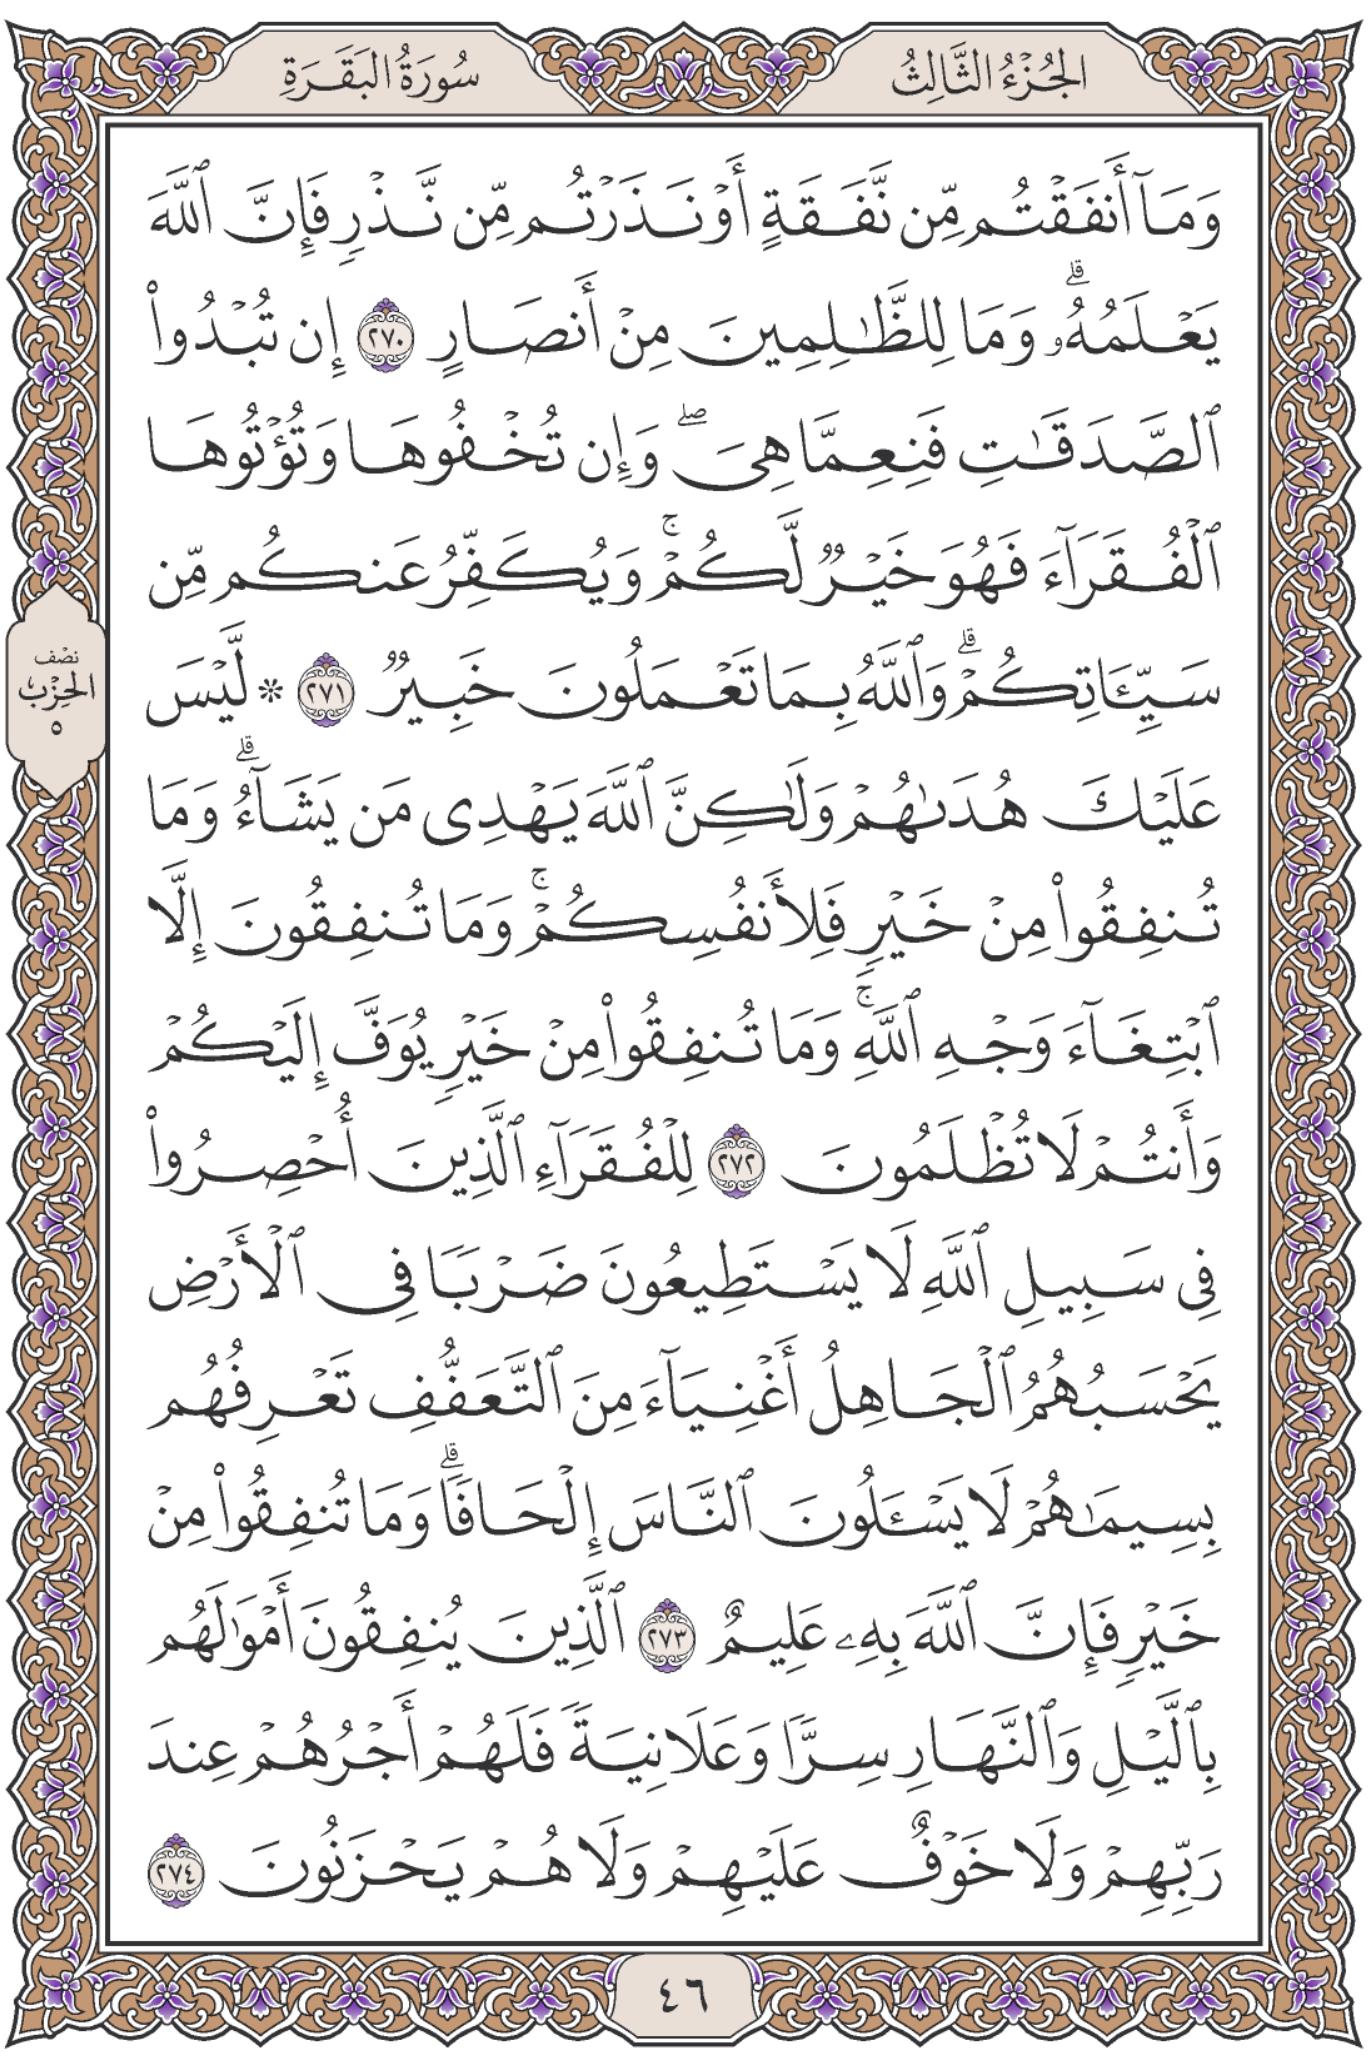 الجُزْءُ الثَّالِثُ
سُورَةُ البَقَرَةِ
وَمَآ أَنفَقْتُم مِّن نَّفَقَةٍ أَوْ نَذَرْتُم مِّن نَّذْرٍ فَإِنَّ ٱللَّهَ
يَعْلَمُهُۥۗ وَمَا لِلظَّٰلِمِينَ مِنْ أَنصَارٍ ٢٧٠ إِن تُبْدُوا۟
ٱلصَّدَقَٰتِ فَنِعِمَّا هِىَۖ وَإِن تُخْفُوهَا وَتُؤْتُوهَا
ٱلْفُقَرَآءَ فَهُوَ خَيْرٌ لَّكُمْۚ وَيُكَفِّرُ عَنكُم مِّن
سَيِّـَٔاتِكُمْۗ وَٱللَّهُ بِمَا تَعْمَلُونَ خَبِيرٌ ٢٧١ * لَّيْسَ
عَلَيْكَ هُدَىٰهُمْ وَلَٰكِنَّ ٱللَّهَ يَهْدِى مَن يَشَآءُۗ وَمَا
تُنفِقُوا۟ مِنْ خَيْرٍ فَلِأَنفُسِكُمْۚ وَمَا تُنفِقُونَ إِلَّا
ٱبْتِغَآءَ وَجْهِ ٱللَّهِۚ وَمَا تُنفِقُوا۟ مِنْ خَيْرٍ يُوَفَّ إِلَيْكُمْ
وَأَنتُمْ لَا تُظْلَمُونَ ٢٧٢ لِلْفُقَرَآءِ ٱلَّذِينَ أُحْصِرُوا۟
فِى سَبِيلِ ٱللَّهِ لَا يَسْتَطِيعُونَ ضَرْبًا فِى ٱلْأَرْضِ
يَحْسَبُهُمُ ٱلْجَاهِلُ أَغْنِيَآءَ مِنَ ٱلتَّعَفُّفِ تَعْرِفُهُم
بِسِيمَٰهُمْ لَا يَسْـَٔلُونَ ٱلنَّاسَ إِلْحَافًاۗ وَمَا تُنفِقُوا۟ مِنْ
خَيْرٍ فَإِنَّ ٱللَّهَ بِهِۦ عَلِيمٌ ٢٧٣ ٱلَّذِينَ يُنفِقُونَ أَمْوَٰلَهُم
بِٱلَّيْلِ وَٱلنَّهَارِ سِرًّا وَعَلَانِيَةً فَلَهُمْ أَجْرُهُمْ عِندَ
رَبِّهِمْ وَلَا خَوْفٌ عَلَيْهِمْ وَلَا هُمْ يَحْزَنُونَ ٢٧٤
نصْف
الحِزْب
٥
٤٦